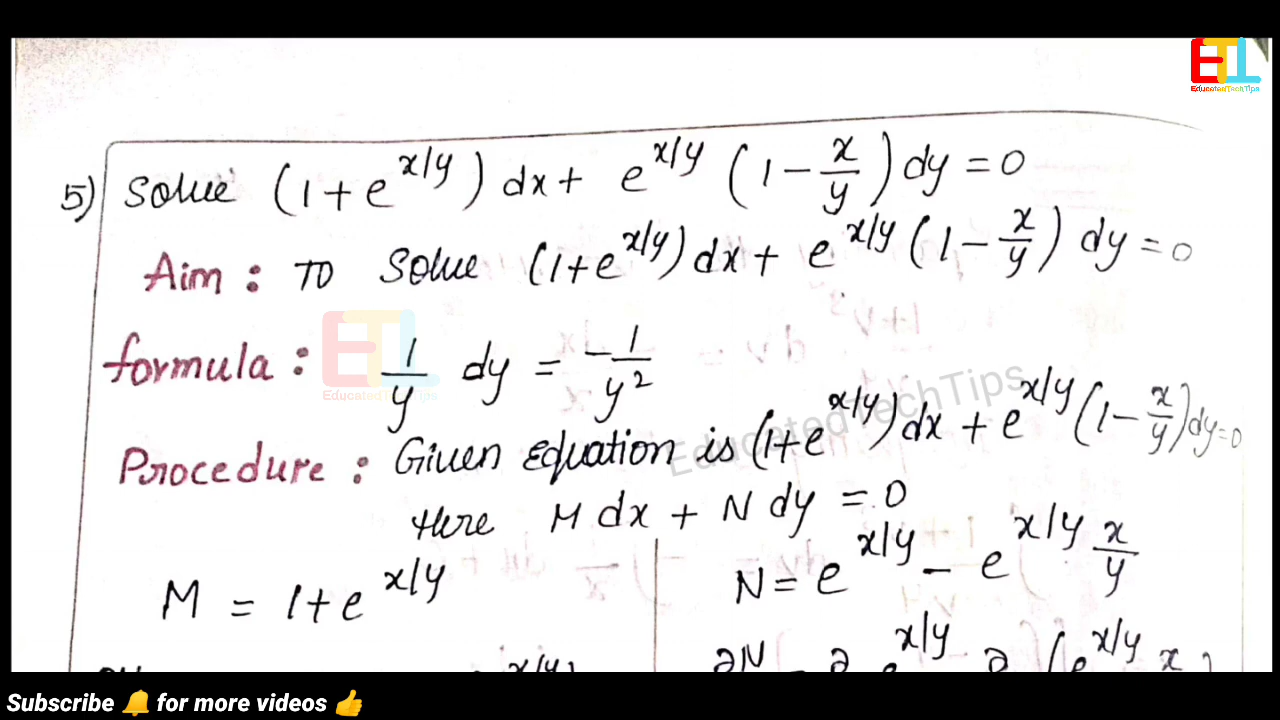 ETL
EducatedTechTips
5) Solve (1+e^{x/y}) dx + e^{x/y} (1 - x/y) dy = 0
Aim : To Solve (1+e^{x/y}) dx + e^{x/y} (1 - x/y) dy = 0
ETL
EducatedTechTips
formula : 1/y dy = -1/y²
EducatedTechTips
Procedure : Given Equation is (1+e^{x/y}) dx + e^{x/y} (1 - x/y) dy = 0
Here M dx + N dy = 0
M = 1+e^{x/y}
N = e^{x/y} - e^{x/y} x/y
Subscribe 🔔 for more videos 👍